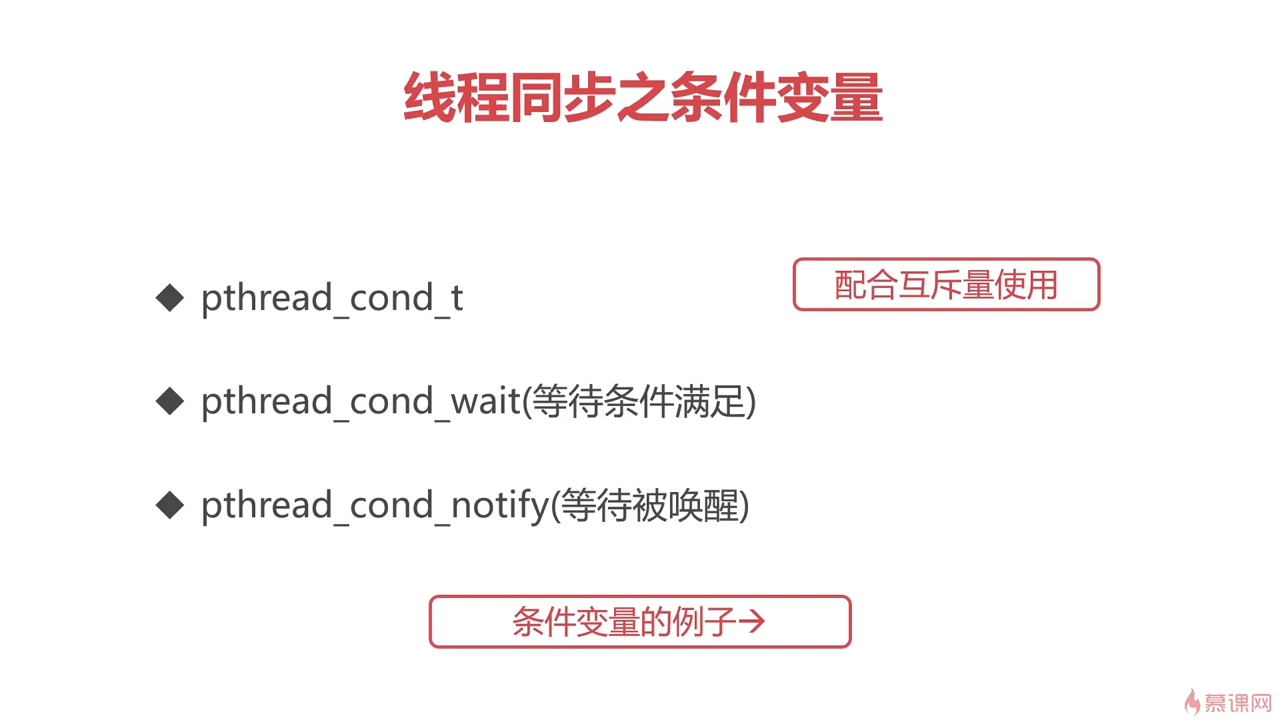 线程同步之条件变量
配合互斥量使用
◆ pthread_cond_t
◆ pthread_cond_wait(等待条件满足)
◆ pthread_cond_notify(等待被唤醒)
条件变量的例子→
慕课网